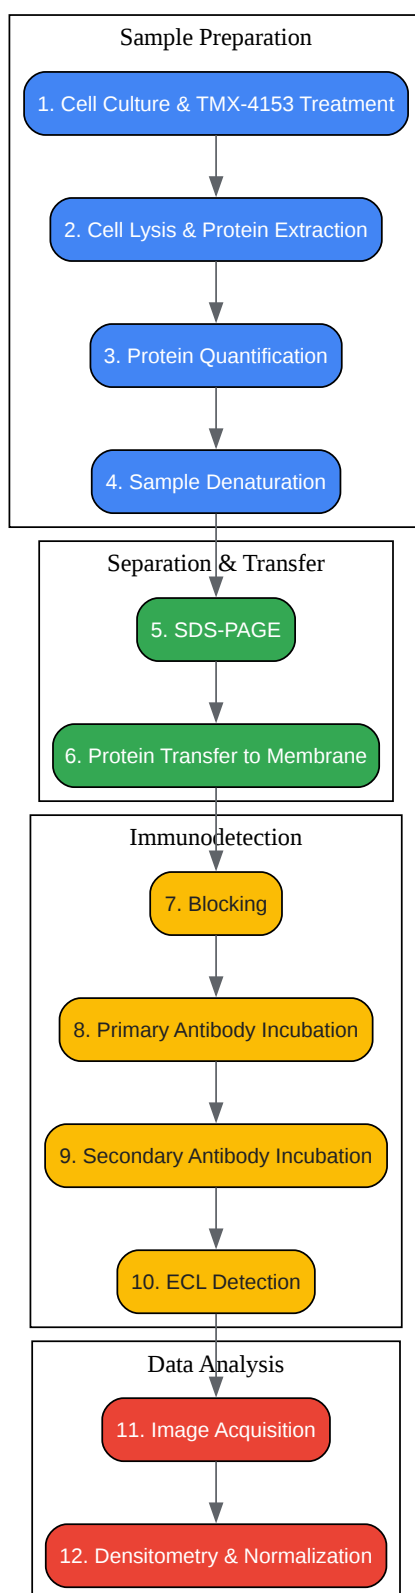 Sample Preparation
1. Cell Culture & TMX-4153 Treatment
2. Cell Lysis & Protein Extraction
3. Protein Quantification
4. Sample Denaturation
Separation & Transfer
5. SDS-PAGE
6. Protein Transfer to Membrane
Immunodetection
7. Blocking
8. Primary Antibody Incubation
9. Secondary Antibody Incubation
10. ECL Detection
Data Analysis
11. Image Acquisition
12. Densitometry & Normalization